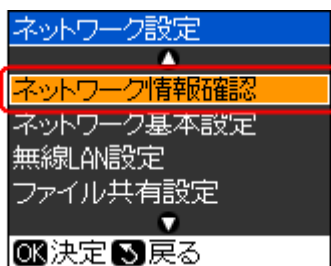 ネットワーク設定
ネットワーク情報確認
ネットワーク基本設定
無線LAN設定
ファイル共有設定
OK決定 戻る